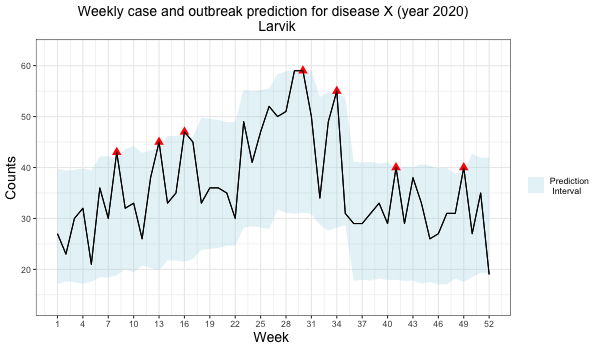 Weekly case and outbreak prediction for disease X (year 2020)
Larvik
Counts
60
50
40
30
20
1 4 7 10 13 16 19 22 25 28 31 34 37 40 43 46 49 52
Week
Prediction
Interval